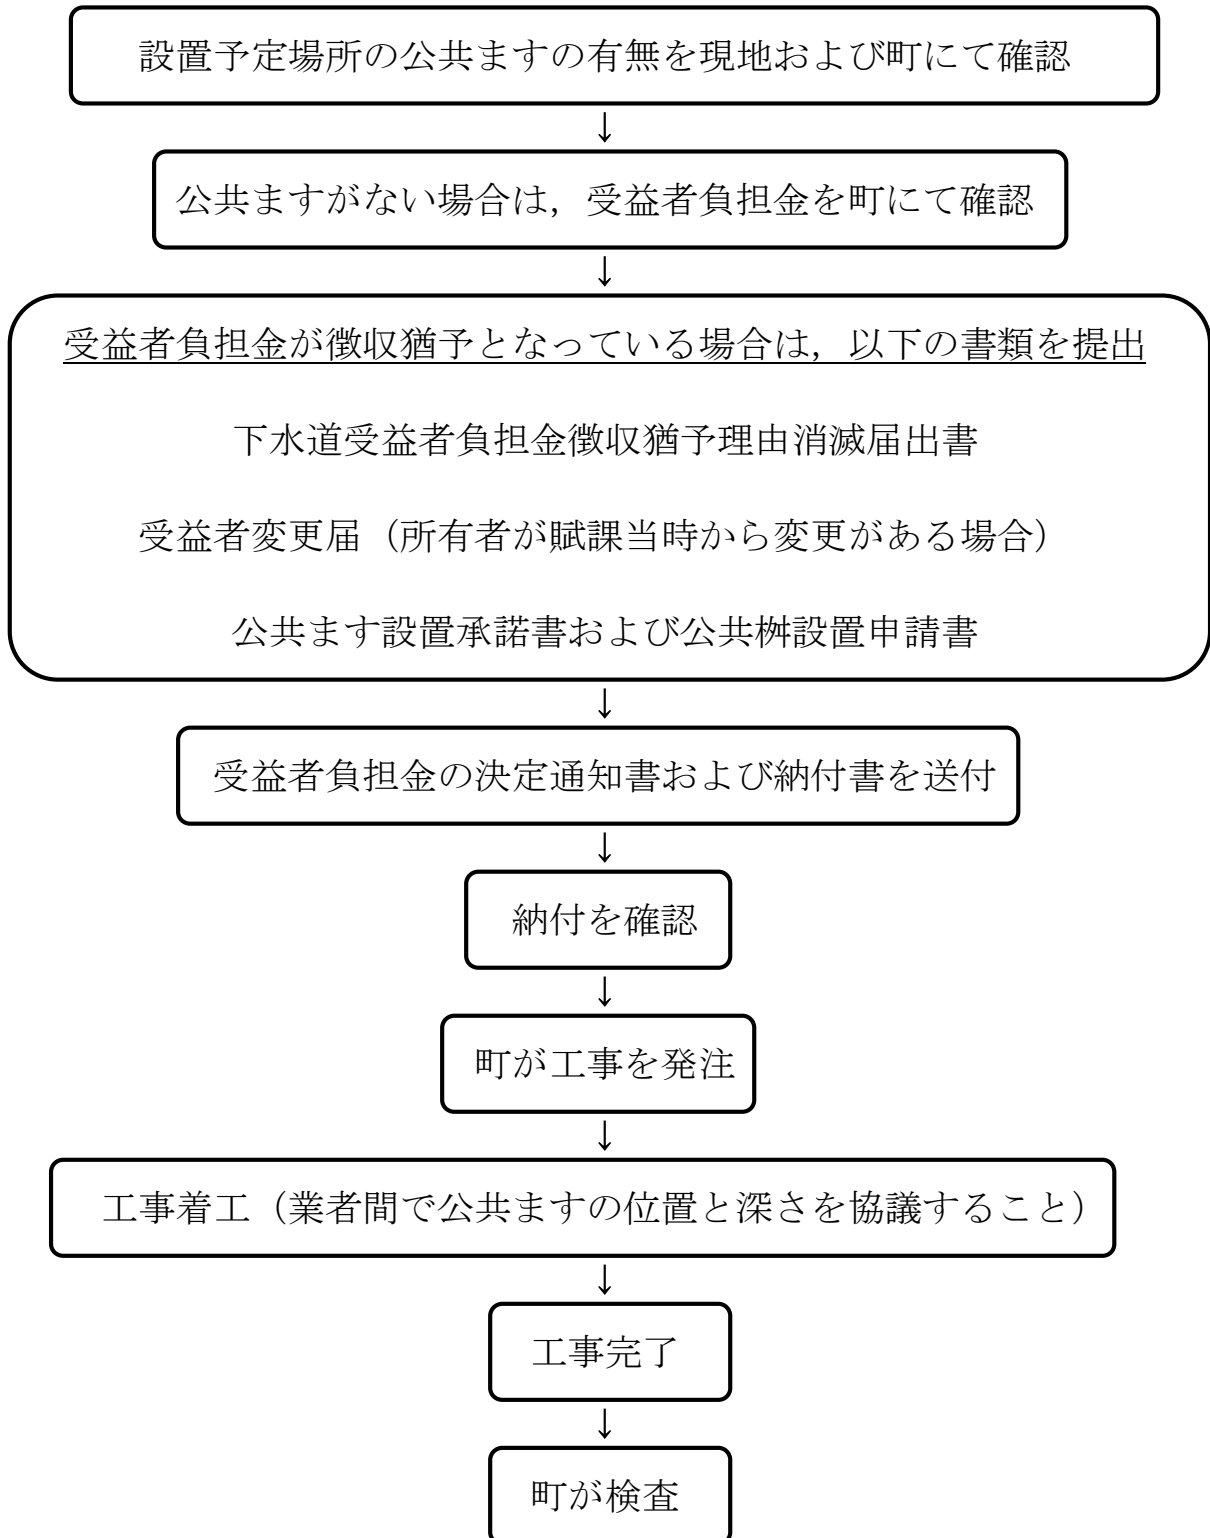 設置予定場所の公共ますの有無を現地および町にて確認
↓
公共ますがない場合は，受益者負担金を町にて確認
↓
受益者負担金が徴収猶予となっている場合は，以下の書類を提出
下水道受益者負担金徴収猶予理由消滅届出書
受益者変更届（所有者が賦課当時から変更がある場合）
公共ます設置承諾書および公共桝設置申請書
↓
受益者負担金の決定通知書および納付書を送付
↓
納付を確認
↓
町が工事を発注
↓
工事着工（業者間で公共ますの位置と深さを協議すること）
↓
工事完了
↓
町が検査